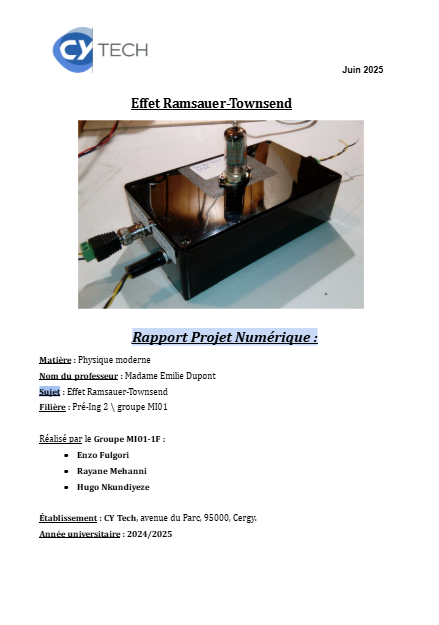 CY TECH
Juin 2025
Effet Ramsauer-Townsend
Rapport Projet Numérique :
Matière : Physique moderne
Nom du professeur : Madame Emilie Dupont
Sujet : Effet Ramsauer-Townsend
Filière : Pré-Ing 2 \ groupe MI01
Réalisé par le Groupe MI01-1F :
• Enzo Fulgori
• Rayane Mehanni
• Hugo Nkundiyeze
Établissement : CY Tech, avenue du Parc, 95000, Cergy.
Année universitaire : 2024/2025